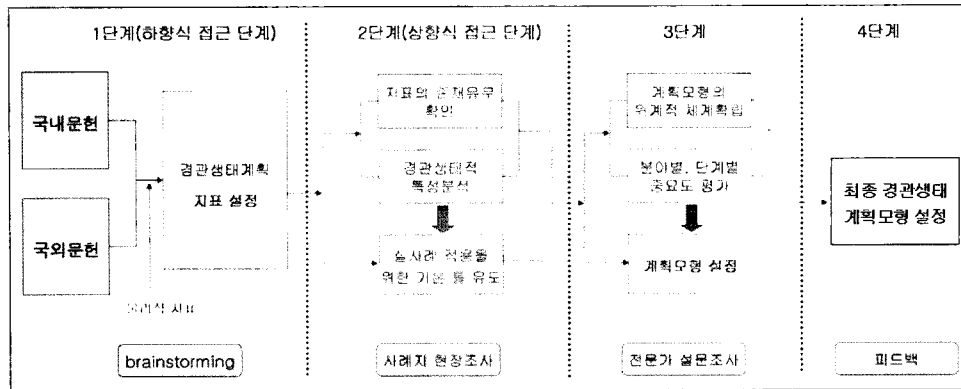 1단계(하향식 접근 단계)
국내문헌
국외문헌
경관생태계획
지표 설정
지표
brainstorming
2단계(상향식 접근 단계)
지표의 존재유무
확인
경관생태적
특성분석
실사례 적용을
위한 기본 틀 유도
사례지 현장조사
3단계
계획모형의
위계적 체계확립
분야별, 단계별
중요도 평가
계획모형 설정
전문가 설문조사
4단계
최종 경관생태
계획모형 설정
피드백